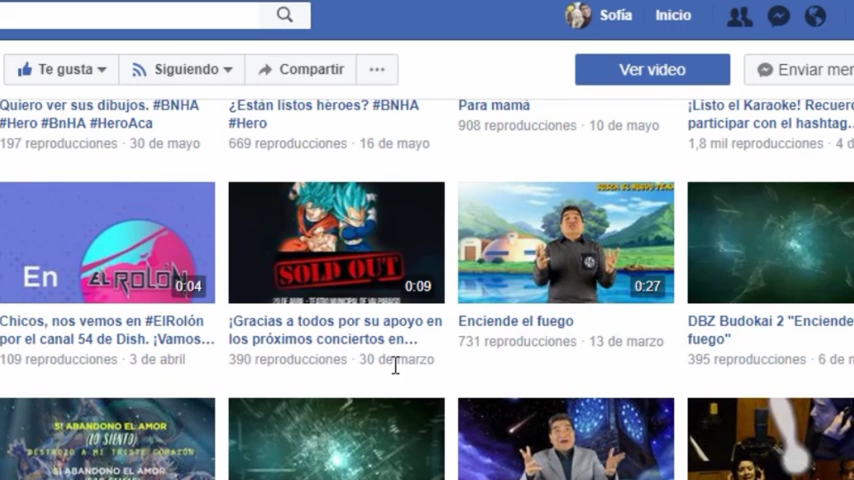 Sofía Inicio
Te gusta Siguiendo Compartir ... Ver video Enviar men
Quiero ver sus dibujos. #BNHA
#Hero #BnHA #HeroAca
197 reproducciones · 30 de mayo
¿Están listos héroes? #BNHA
#Hero
669 reproducciones · 16 de mayo
Para mamá
908 reproducciones · 10 de mayo
¡Listo el Karaoke! Recuerd
participar con el hashtag...
1,8 mil reproducciones · 4 d
En EL ROLÓN
0:04
SOLD OUT
0:09
0:27
Chicos, nos vemos en #ElRolón
por el canal 54 de Dish. ¡Vamos...
109 reproducciones · 3 de abril
¡Gracias a todos por su apoyo en
los próximos conciertos en...
390 reproducciones · 30 de marzo
Enciende el fuego
731 reproducciones · 13 de marzo
DBZ Budokai 2 "Enciende
fuego"
395 reproducciones · 6 de m
SI ABANDONO EL AMOR
(LO SIENTO)
DESTROZO A MI TRISTE CORAZÓN
SI ABANDONO EL AMOR